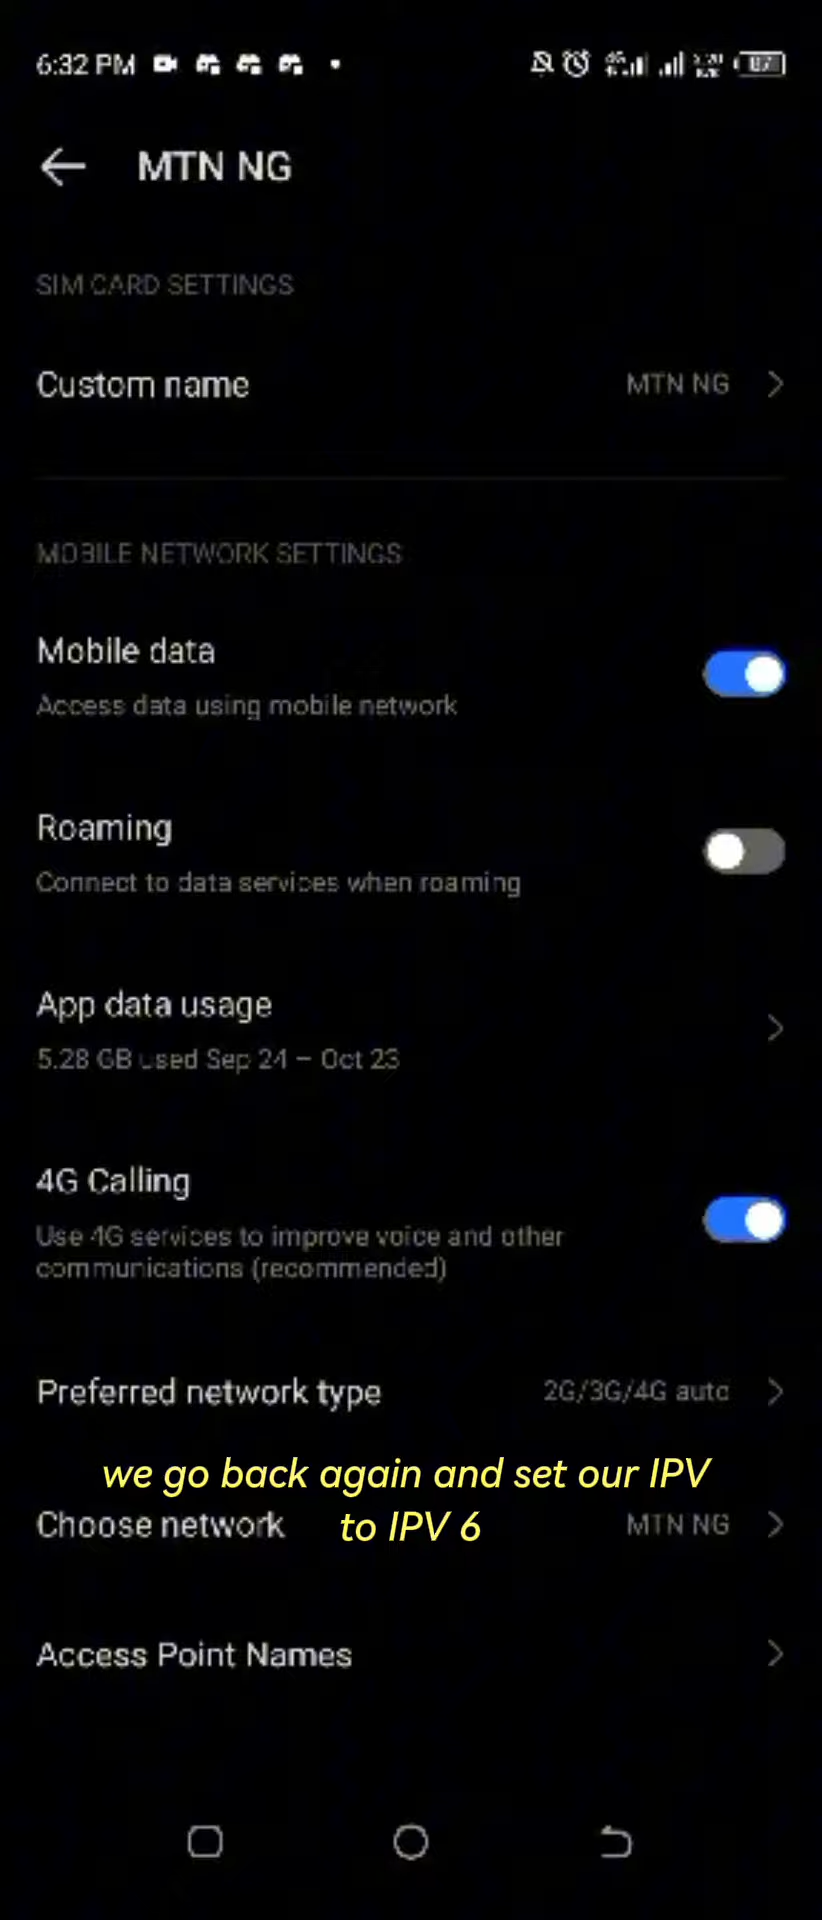 6:32 PM
MTN NG
SIM CARD SETTINGS
Custom name MTN NG
MOBILE NETWORK SETTINGS
Mobile data
Access data using mobile network
Roaming
Connect to data services when roaming
App data usage
5.28 GB used Sep 24 – Oct 23
4G Calling
Use 4G services to improve voice and other
communications (recommended)
Preferred network type 2G/3G/4G auto
we go back again and set our IPV
to IPV 6
Choose network MTN NG
Access Point Names